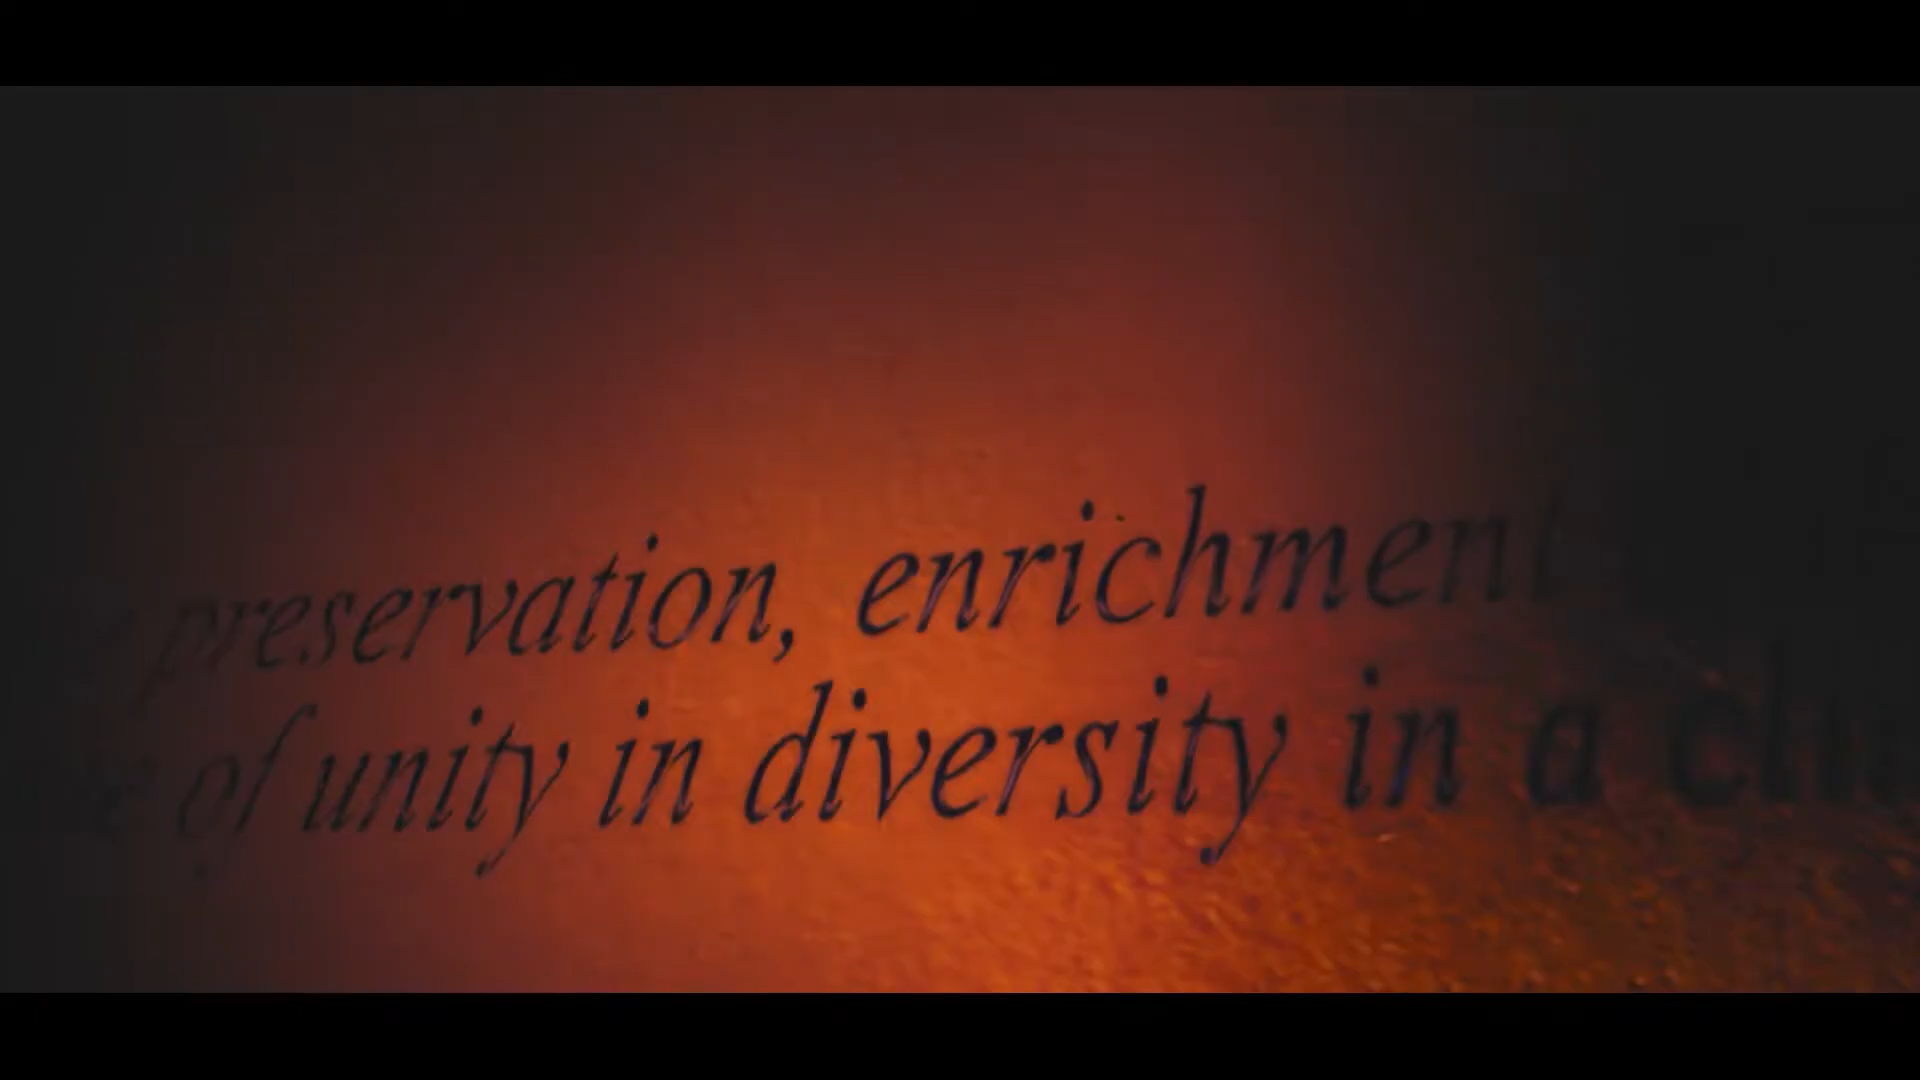 preservation, enrichment
of unity in diversity in a